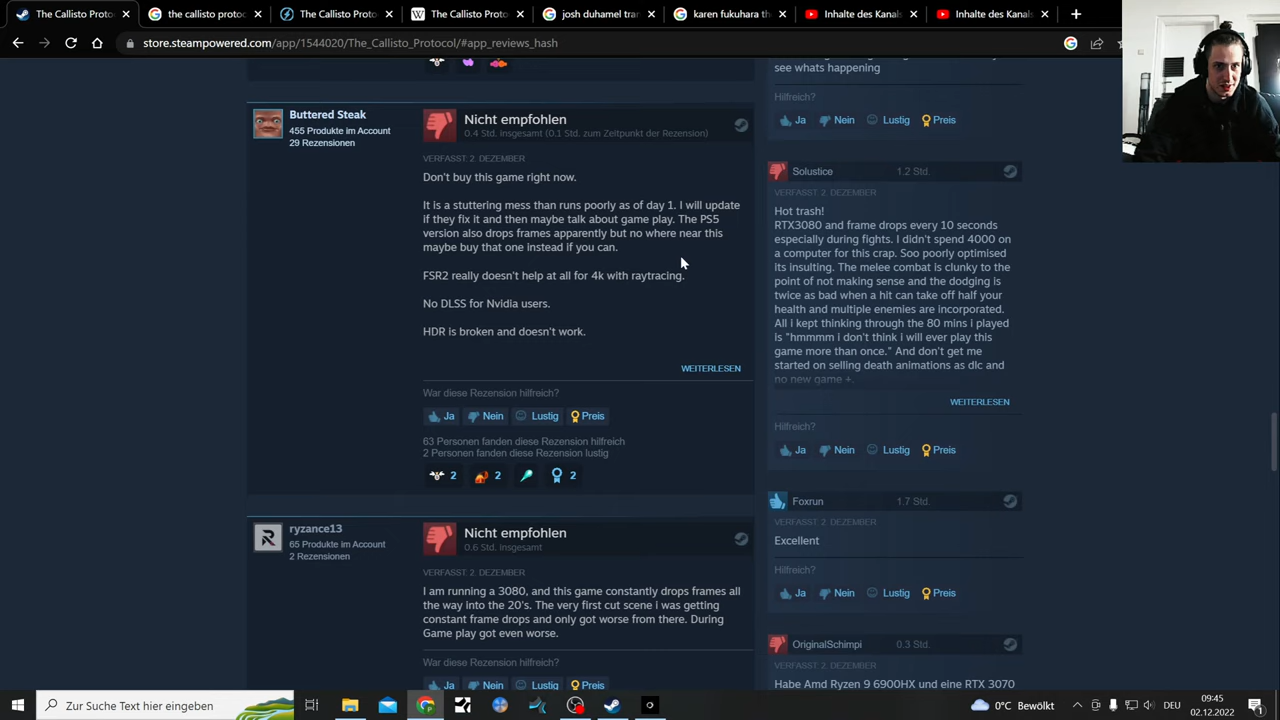 The Callisto Proto
the callisto protoc
The Callisto Protoc
The Callisto Protoc
josh duhamel tran
karen fukuhara th
Inhalte des Kanals
Inhalte des Kanals
store.steampowered.com/app/1544020/The_Callisto_Protocol/#app_reviews_hash
Buttered Steak
455 Produkte im Account
29 Rezensionen
Nicht empfohlen
0.4 Std. insgesamt (0.1 Std. zum Zeitpunkt der Rezension)
VERFASST: 2. DEZEMBER
Don't buy this game right now.
It is a stuttering mess than runs poorly as of day 1. I will update
if they fix it and then maybe talk about game play. The PS5
version also drops frames apparently but no where near this
maybe buy that one instead if you can.
FSR2 really doesn't help at all for 4k with raytracing.
No DLSS for Nvidia users.
HDR is broken and doesn't work.
WEITERLESEN
War diese Rezension hilfreich?
Ja Nein Lustig Preis
63 Personen fanden diese Rezension hilfreich
2 Personen fanden diese Rezension lustig
2 2 2
ryzance13
65 Produkte im Account
2 Rezensionen
Nicht empfohlen
0.6 Std. Insgesamt
VERFASST: 2. DEZEMBER
I am running a 3080, and this game constantly drops frames all
the way into the 20's. The very first cut scene i was getting
constant frame drops and only got worse from there. During
Game play got even worse.
War diese Rezension hilfreich?
Ja Nein Lustig Preis
see whats happening
Hilfreich?
Ja Nein Lustig Preis
Solustice 1.2 Std.
VERFASST: 2. DEZEMBER
Hot trash!
RTX3080 and frame drops every 10 seconds
especially during fights. I didn't spend 4000 on
a computer for this crap. Soo poorly optimised
its insulting. The melee combat is clunky to the
point of not making sense and the dodging is
twice as bad when a hit can take off half your
health and multiple enemies are incorporated.
All i kept thinking through the 80 mins i played
is "hmmmm i don't think i will ever play this
game more than once." And don't get me
started on selling death animations as dlc and
no new game +.
WEITERLESEN
Hilfreich?
Ja Nein Lustig Preis
Foxrun 1.7 Std.
VERFASST: 2. DEZEMBER
Excellent
Hilfreich?
Ja Nein Lustig Preis
OriginalSchimpi 0.3 Std.
VERFASST: 2. DEZEMBER
Habe Amd Ryzen 9 6900HX und eine RTX 3070
Zur Suche Text hier eingeben
0°C Bewölkt
DEU
09:45
02.12.2022
1